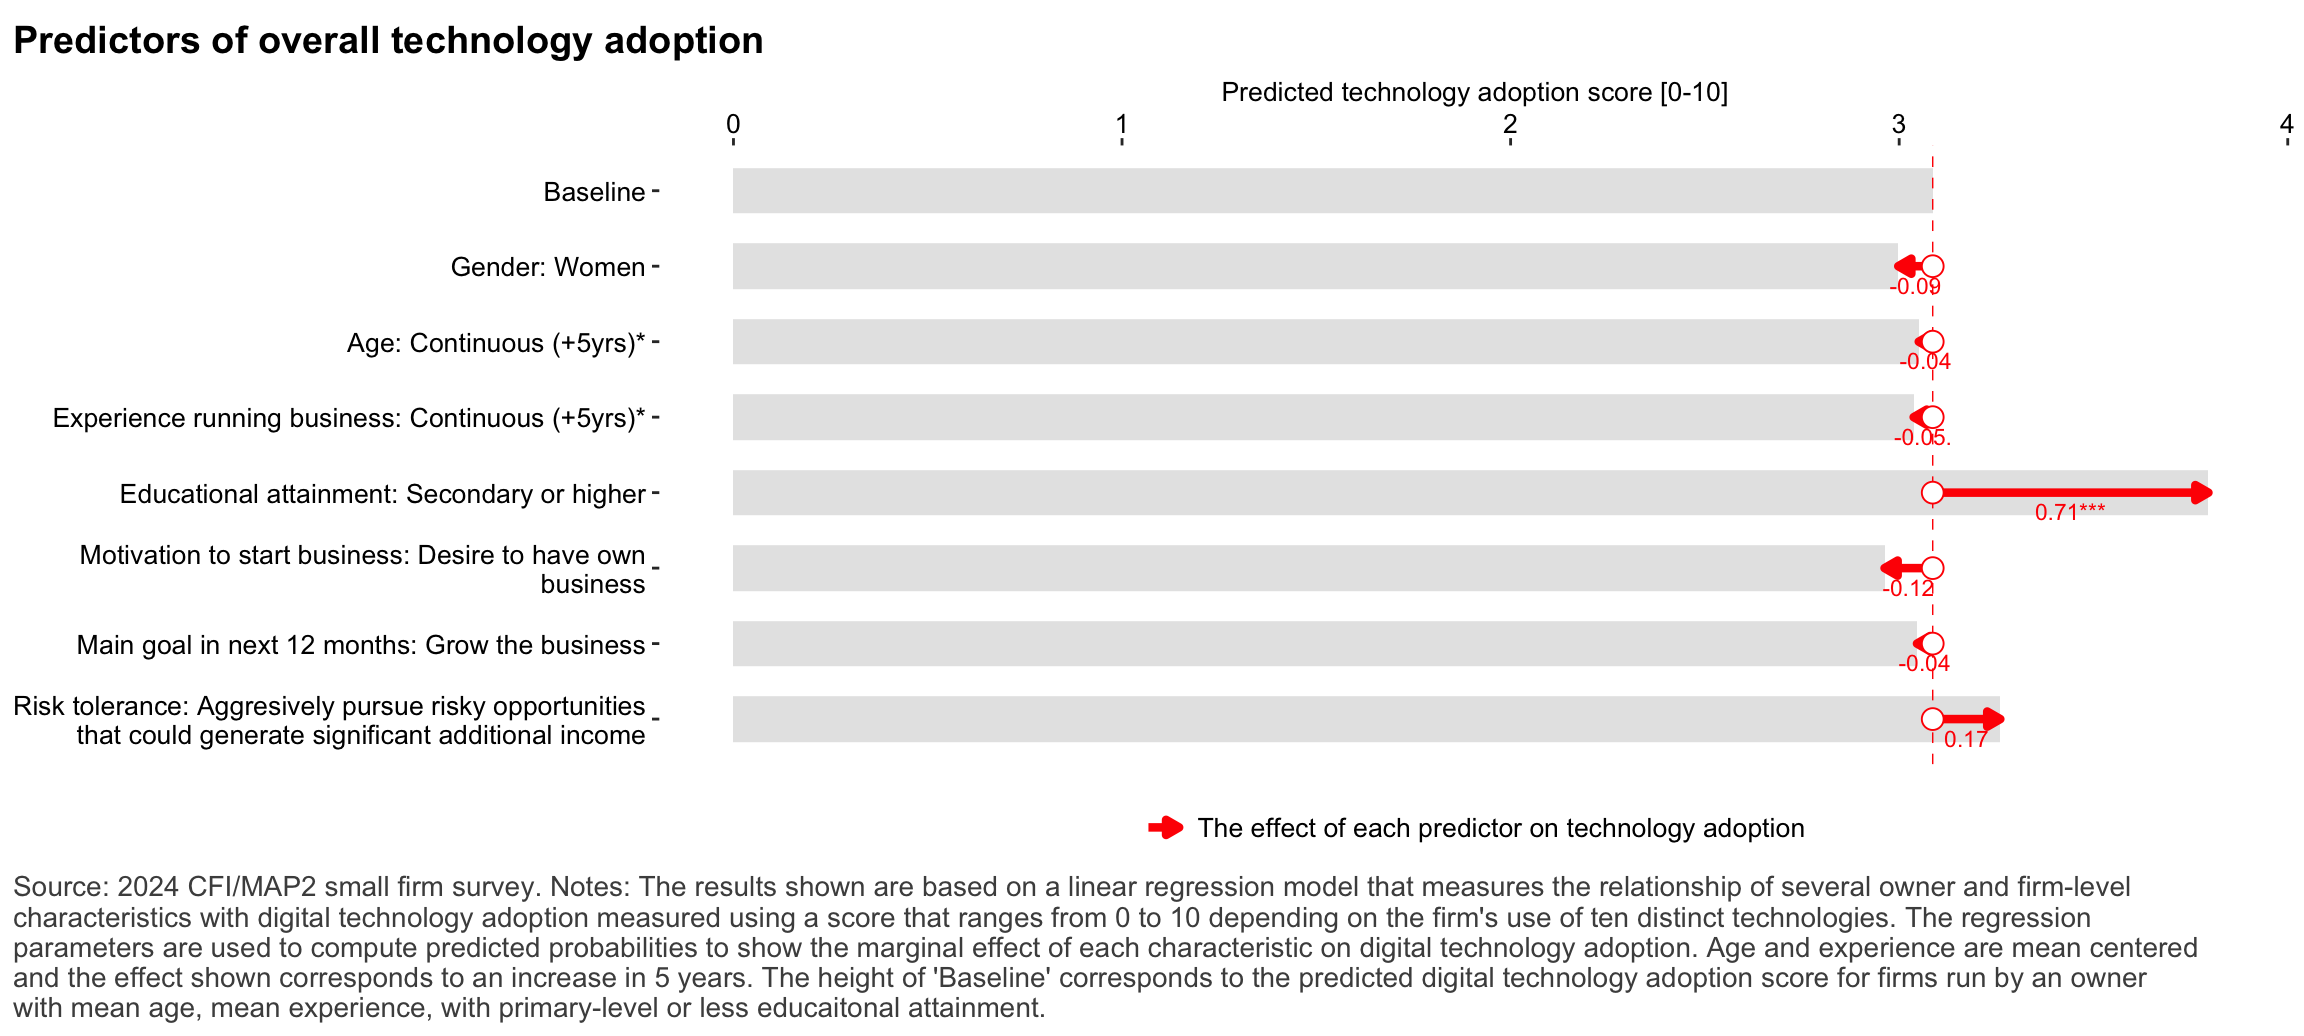 Predictors of overall technology adoption
Predicted technology adoption score [0-10]
0 1 2 3 4
Baseline
Gender: Women
-0.09
Age: Continuous (+5yrs)*
-0.04
Experience running business: Continuous (+5yrs)*
-0.05.
Educational attainment: Secondary or higher
0.71***
Motivation to start business: Desire to have own
business
-0.12
Main goal in next 12 months: Grow the business
-0.04
Risk tolerance: Aggresively pursue risky opportunities
that could generate significant additional income
0.17
The effect of each predictor on technology adoption
Source: 2024 CFI/MAP2 small firm survey. Notes: The results shown are based on a linear regression model that measures the relationship of several owner and firm-level
characteristics with digital technology adoption measured using a score that ranges from 0 to 10 depending on the firm's use of ten distinct technologies. The regression
parameters are used to compute predicted probabilities to show the marginal effect of each characteristic on digital technology adoption. Age and experience are mean centered
and the effect shown corresponds to an increase in 5 years. The height of 'Baseline' corresponds to the predicted digital technology adoption score for firms run by an owner
with mean age, mean experience, with primary-level or less educaitonal attainment.